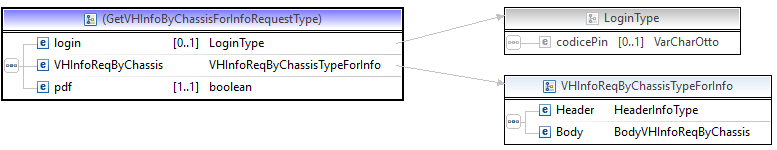 (GetVHInfoByChassisForInfoRequestType)
login [0..1] LoginType
VHInfoReqByChassis VHInfoReqByChassisTypeForInfo
pdf [1..1] boolean
LoginType
codicePin [0..1] VarCharOtto
VHInfoReqByChassisTypeForInfo
Header HeaderInfoType
Body BodyVHInfoReqByChassis